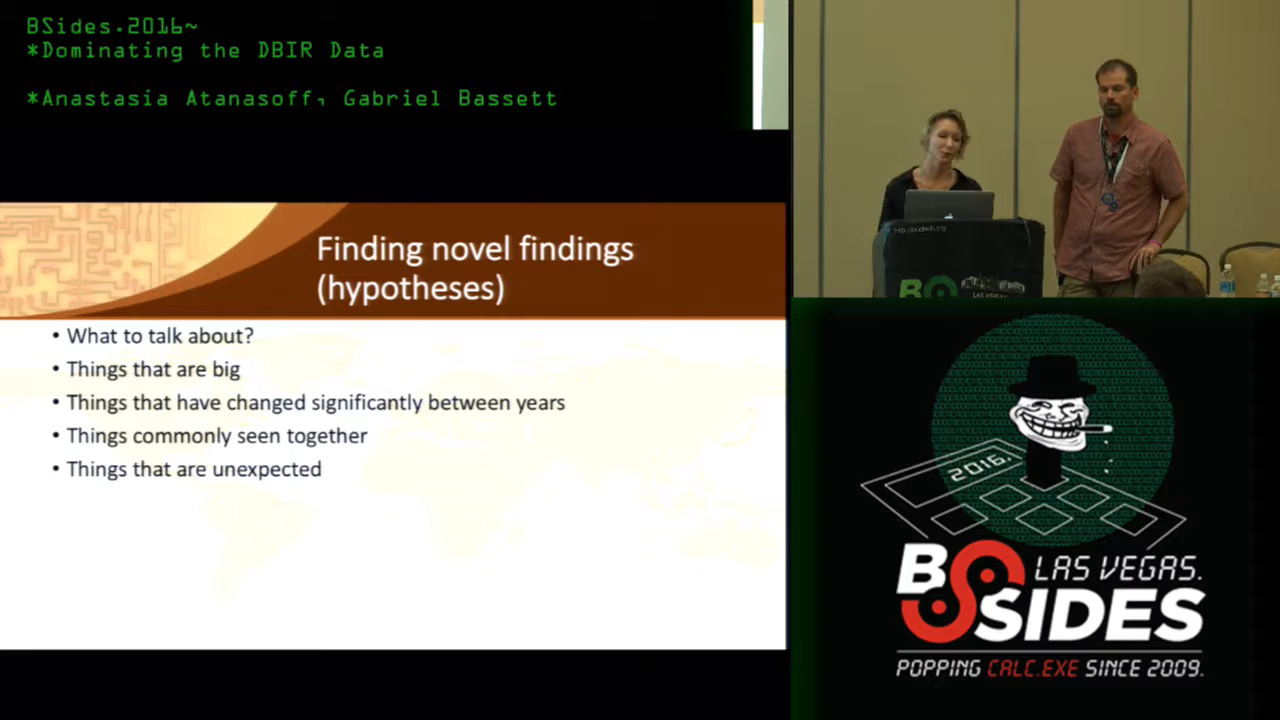 BSides.2016~
*Dominating the DBIR Data
*Anastasia Atanasoff, Gabriel Bassett
Finding novel findings
(hypotheses)
• What to talk about?
• Things that are big
• Things that have changed significantly between years
• Things commonly seen together
• Things that are unexpected
LAS VEGAS
2016.
BSIDES
LAS VEGAS.
POPPING CALC.EXE SINCE 2009.